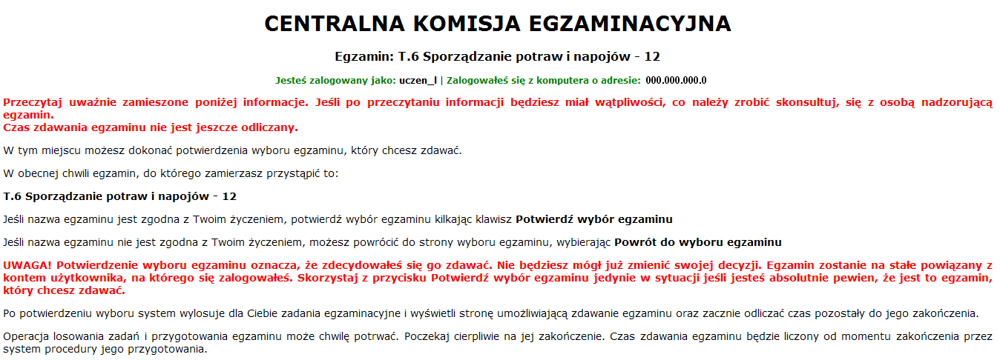 CENTRALNA KOMISJA EGZAMINACYJNA
Egzamin: T.6 Sporządzanie potraw i napojów - 12
Jesteś zalogowany jako: uczen_l | Zalogowałeś się z komputera o adresie: 000.000.000.0
Przeczytaj uważnie zamieszone poniżej informacje. Jeśli po przeczytaniu informacji będziesz miał wątpliwości, co należy zrobić skonsultuj, się z osobą nadzorującą
egzamin.
Czas zdawania egzaminu nie jest jeszcze odliczany.
W tym miejscu możesz dokonać potwierdzenia wyboru egzaminu, który chcesz zdawać.
W obecnej chwili egzamin, do którego zamierzasz przystąpić to:
T.6 Sporządzanie potraw i napojów - 12
Jeśli nazwa egzaminu jest zgodna z Twoim życzeniem, potwierdź wybór egzaminu kilkając klawisz Potwierdź wybór egzaminu
Jeśli nazwa egzaminu nie jest zgodna z Twoim życzeniem, możesz powrócić do strony wyboru egzaminu, wybierając Powrót do wyboru egzaminu
UWAGA! Potwierdzenie wyboru egzaminu oznacza, że zdecydowałeś się go zdawać. Nie będziesz mógł już zmienić swojej decyzji. Egzamin zostanie na stałe powiązany z
kontem użytkownika, na którego się zalogowałeś. Skorzystaj z przycisku Potwierdź wybór egzaminu jedynie w sytuacji jeśli jesteś absolutnie pewien, że jest to egzamin,
który chcesz zdawać.
Po potwierdzeniu wyboru system wylosuje dla Ciebie zadania egzaminacyjne i wyświetli stronę umożliwiającą zdawanie egzaminu oraz zacznie odliczać czas pozostały do jego zakończenia.
Operacja losowania zadań i przygotowania egzaminu może chwilę potrwać. Poczekaj cierpliwie na jej zakończenie. Czas zdawania egzaminu będzie liczony od momentu zakończenia przez
system procedury jego przygotowania.